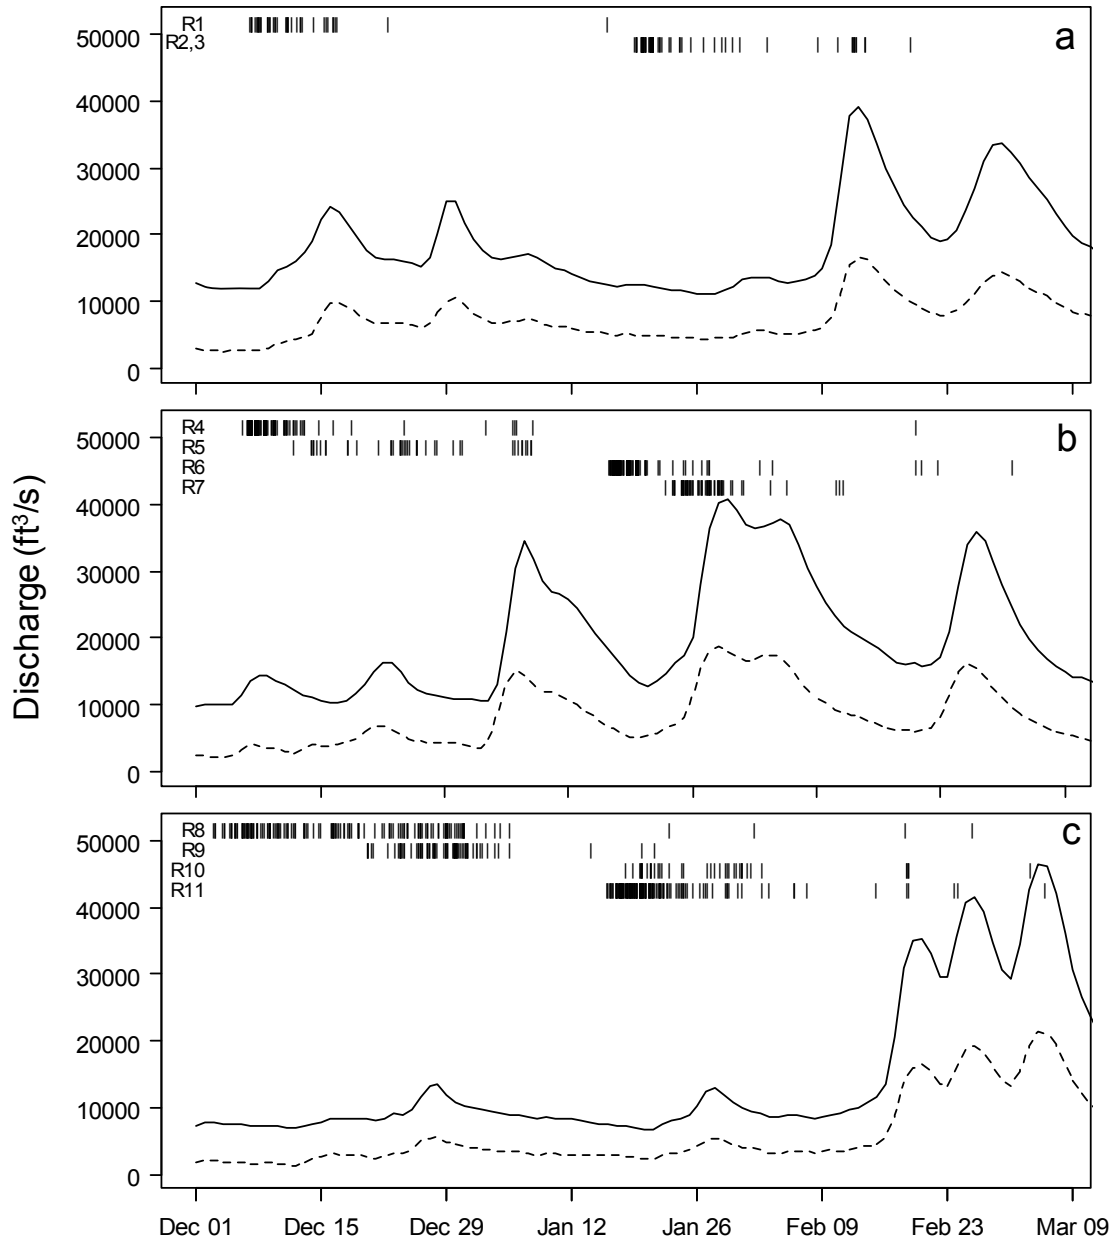 R1
R2,3
a
50000
40000
30000
20000
10000
0
R4
R5
R6
R7
b
50000
40000
30000
20000
10000
0
Discharge (ft³/s)
R8
R9
R10
R11
c
50000
40000
30000
20000
10000
0
Dec 01 Dec 15 Dec 29 Jan 12 Jan 26 Feb 09 Feb 23 Mar 09